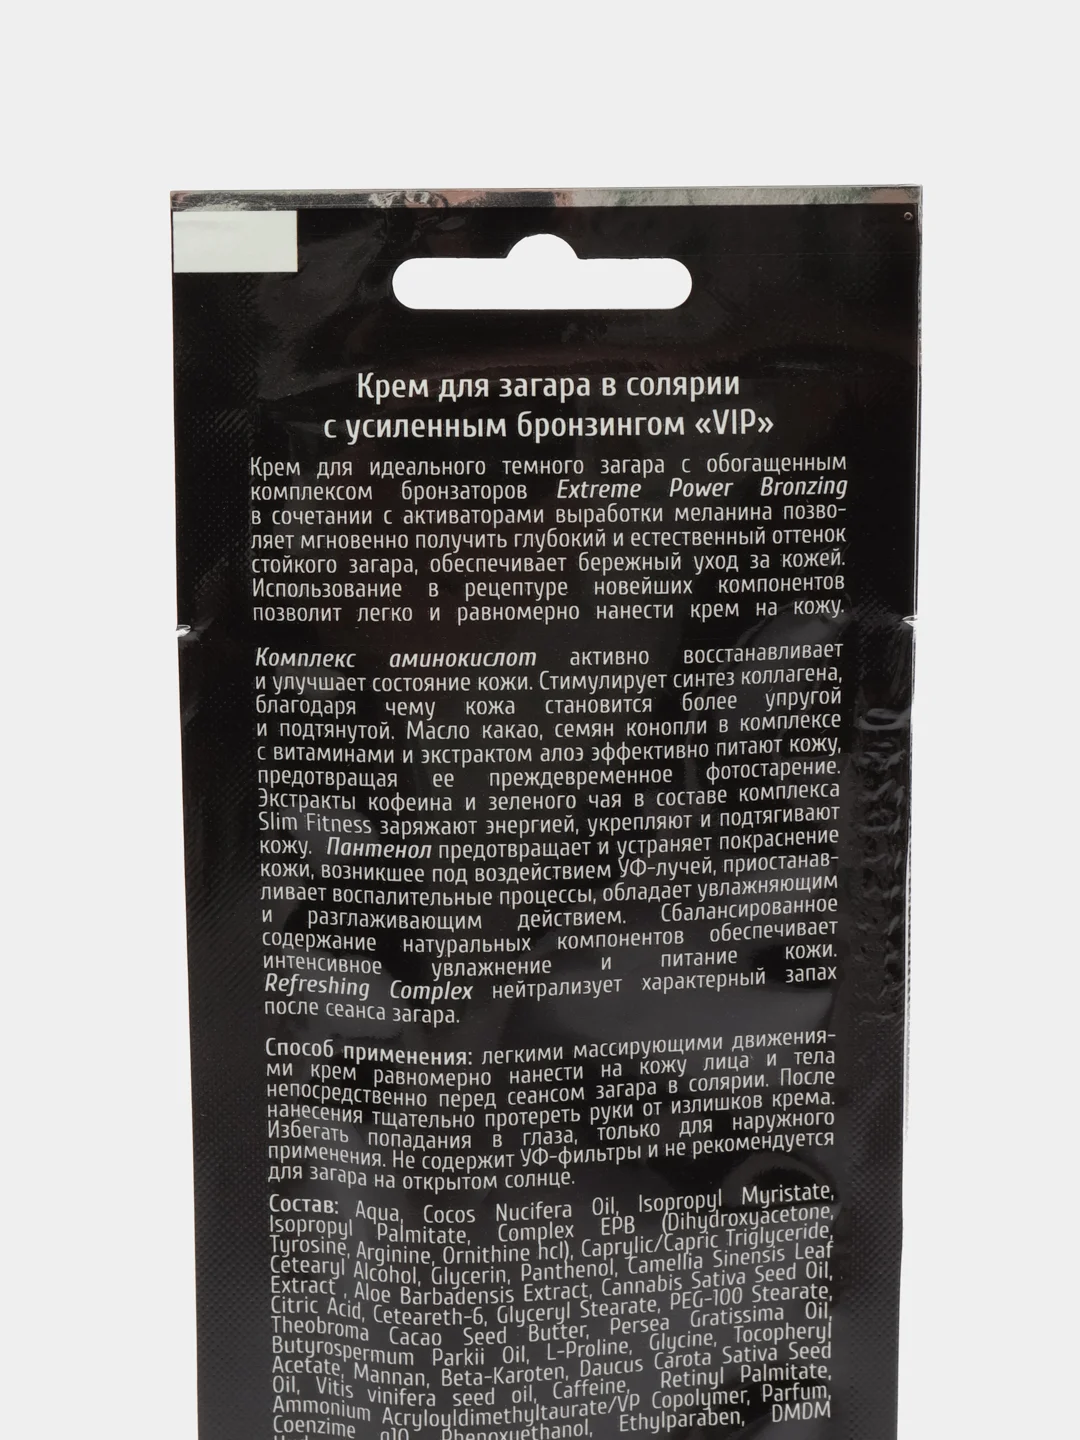 Крем для загара в солярии
с усиленным бронзингом «VIP»
Крем для идеального темного загара с обогащенным
комплексом бронзаторов Extreme Power Bronzing
в сочетании с активаторами выработки меланина позво-
ляет мгновенно получить глубокий и естественный оттенок
стойкого загара, обеспечивает бережный уход за кожей.
Использование в рецептуре новейших компонентов
позволит легко и равномерно нанести крем на кожу.
Комплекс аминокислот активно восстанавливает
и улучшает состояние кожи. Стимулирует синтез коллагена,
благодаря чему кожа становится более упругой
и подтянутой. Масло какао, семян конопли в комплексе
с витаминами и экстрактом алоэ эффективно питают кожу,
предотвращая ее преждевременное фотостарение.
Экстракты кофеина и зеленого чая в составе комплекса
Slim Fitness заряжают энергией, укрепляют и подтягивают
кожу. Пантенол предотвращает и устраняет покраснение
кожи, возникшее под воздействием УФ-лучей, приостанав-
ливает воспалительные процессы, обладает увлажняющим
и разглаживающим действием. Сбалансированное
содержание натуральных компонентов обеспечивает
интенсивное увлажнение и питание кожи.
Refreshing Complex нейтрализует характерный запах
после сеанса загара.
Способ применения: легкими массирующими движения-
ми крем равномерно нанести на кожу лица и тела
непосредственно перед сеансом загара в солярии. После
нанесения тщательно протереть руки от излишков крема.
Избегать попадания в глаза, только для наружного
применения. Не содержит УФ-фильтры и не рекомендуется
для загара на открытом солнце.
Состав: Aqua, Cocos Nucifera Oil, Isopropyl Myristate,
Isopropyl Palmitate, Complex EPB (Dihydroxyacetone,
Tyrosine, Arginine, Ornithine hcl), Caprylic/Capric Triglyceride,
Cetearyl Alcohol, Glycerin, Panthenol, Camellia Sinensis Leaf
Extract , Aloe Barbadensis Extract, Cannabis Sativa Seed Oil,
Citric Acid, Ceteareth-6, Glyceryl Stearate, PEG-100 Stearate,
Theobroma Cacao Seed Butter, Persea Gratissima Oil,
Butyrospermum Parkii Oil, L-Proline, Glycine, Tocopheryl
Acetate, Mannan, Beta-Karoten, Daucus Carota Sativa Seed
Oil, Vitis vinifera seed oil, Caffeine, Retinyl Palmitate,
Ammonium Acryloyldimethyltaurate/VP Copolymer, Parfum,
Coenzime q10, Phenoxyethanol, Ethylparaben, DMDM